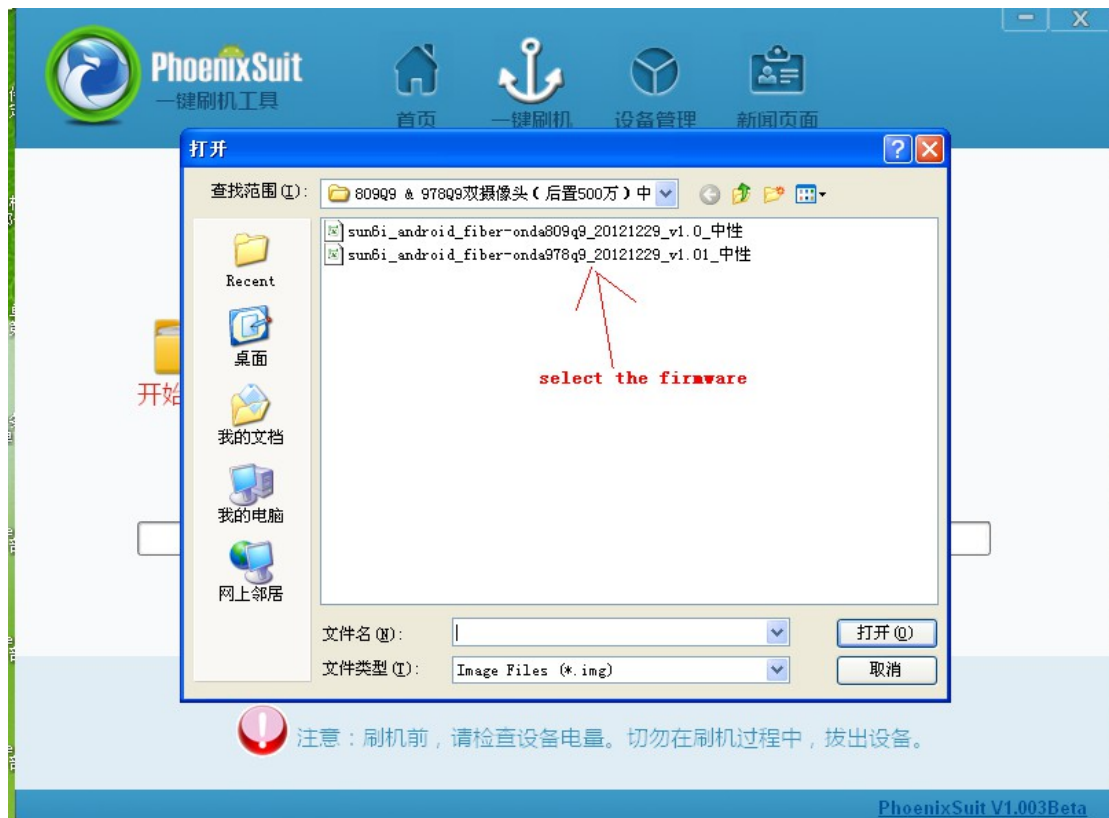 PhoenixSuit
一键刷机工具
首页
一键刷机
设备管理
新闻页面
打开
查找范围(I):
809Q9 & 978Q9双摄像头(后置500万)中
sun6i_android_fiber-onda809q9_20121229_v1.0_中性
sun6i_android_fiber-onda978q9_20121229_v1.01_中性
Recent
桌面
我的文档
我的电脑
网上邻居
select the firmware
开始
文件名(N):
打开(O)
文件类型(T):
Image Files (*.img)
取消
注意:刷机前,请检查设备电量。切勿在刷机过程中,拔出设备。
PhoenixSuit V1.003Beta